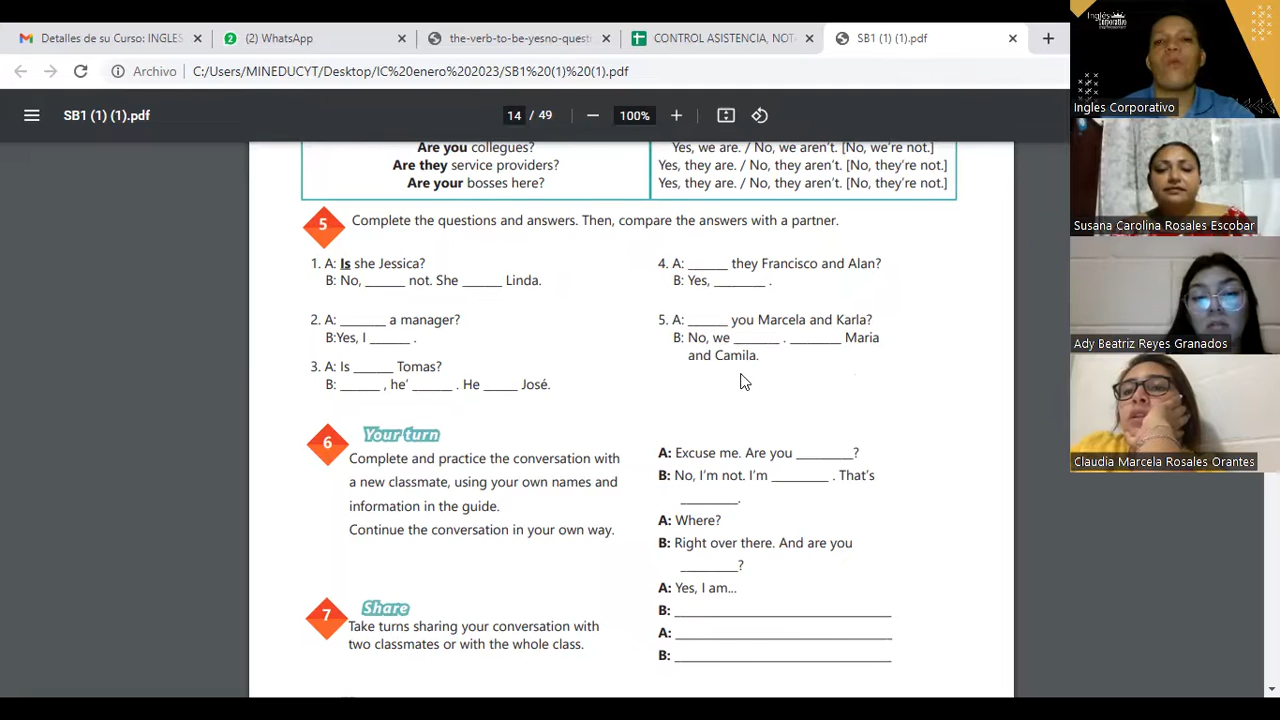 Detalles de su Curso: INGLES
(2) WhatsApp
the-verb-to-be-yesno-questi
CONTROL ASISTENCIA, NOT
SB1 (1) (1).pdf
Archivo
C:/Users/MINEDUCYT/Desktop/IC%20enero%202023/SB1%20(1)%20(1).pdf
SB1 (1) (1).pdf
14 / 49
100%
Are you collegues?
Yes, we are. / No, we aren't. [No, we're not.]
Are they service providers?
Yes, they are. / No, they aren't. [No, they're not.]
Are your bosses here?
Yes, they are. / No, they aren't. [No, they're not.]
5 Complete the questions and answers. Then, compare the answers with a partner.
1. A: Is she Jessica?
B: No, ______ not. She ______ Linda.
2. A: _______ a manager?
B:Yes, I ______ .
3. A: Is ______ Tomas?
B: ______ , he' ______ . He _____ José.
4. A: ______ they Francisco and Alan?
B: Yes, ________ .
5. A: ______ you Marcela and Karla?
B: No, we _______ . ________ Maria
and Camila.
6 Your turn
Complete and practice the conversation with
a new classmate, using your own names and
information in the guide.
Continue the conversation in your own way.
A: Excuse me. Are you _________?
B: No, I'm not. I'm _________ . That's
_________.
A: Where?
B: Right over there. And are you
_________?
A: Yes, I am...
B: ___________________________________
A: ___________________________________
B: ___________________________________
7 Share
Take turns sharing your conversation with
two classmates or with the whole class.
Inglés
Corporativo
Ingles Corporativo
Susana Carolina Rosales Escobar
Ady Beatriz Reyes Granados
Claudia Marcela Rosales Orantes